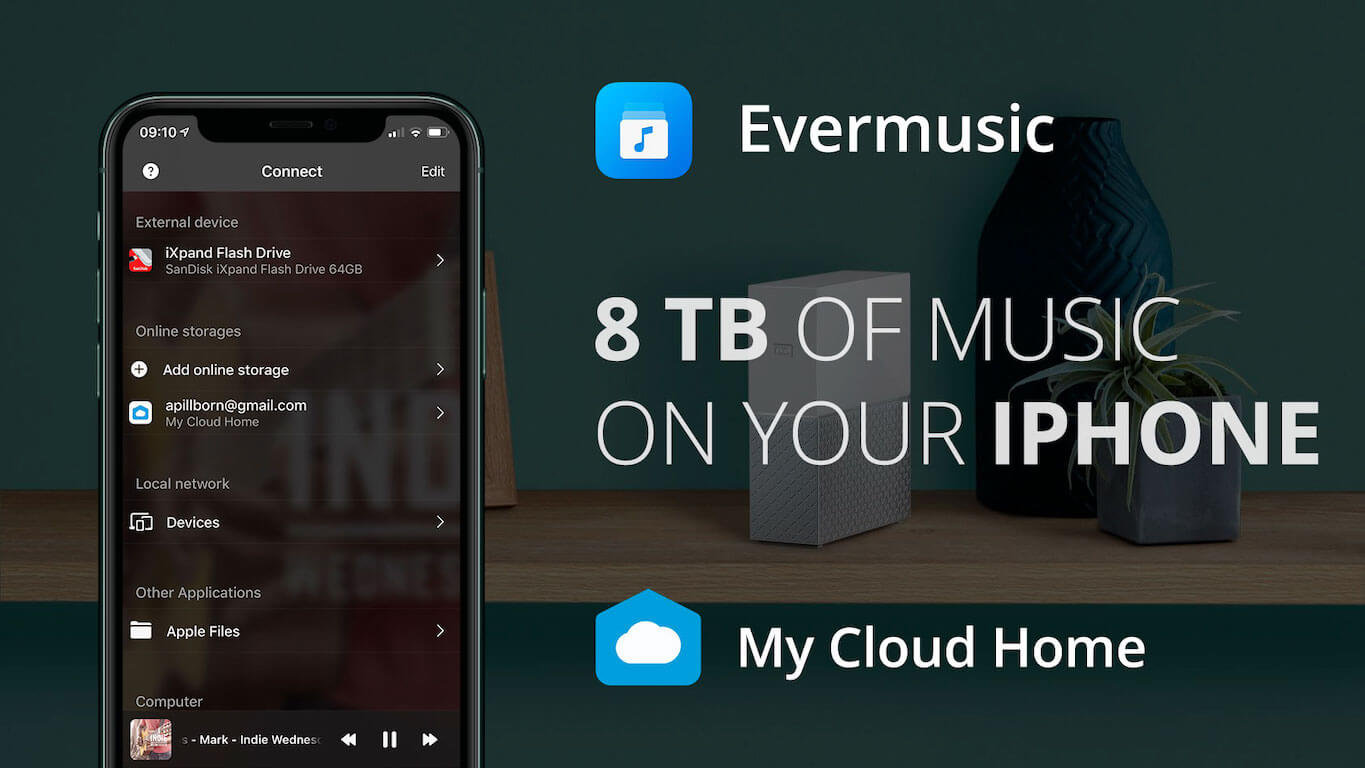 09:10
Connect
Edit
External device
iXpand Flash Drive
SanDisk iXpand Flash Drive 64GB
Online storages
Add online storage
apillborn@gmail.com
My Cloud Home
Local network
Devices
Other Applications
Apple Files
Computer
s - Mark - Indie Wednesc
INDIE
Evermusic
8 TB OF MUSIC
ON YOUR IPHONE
My Cloud Home